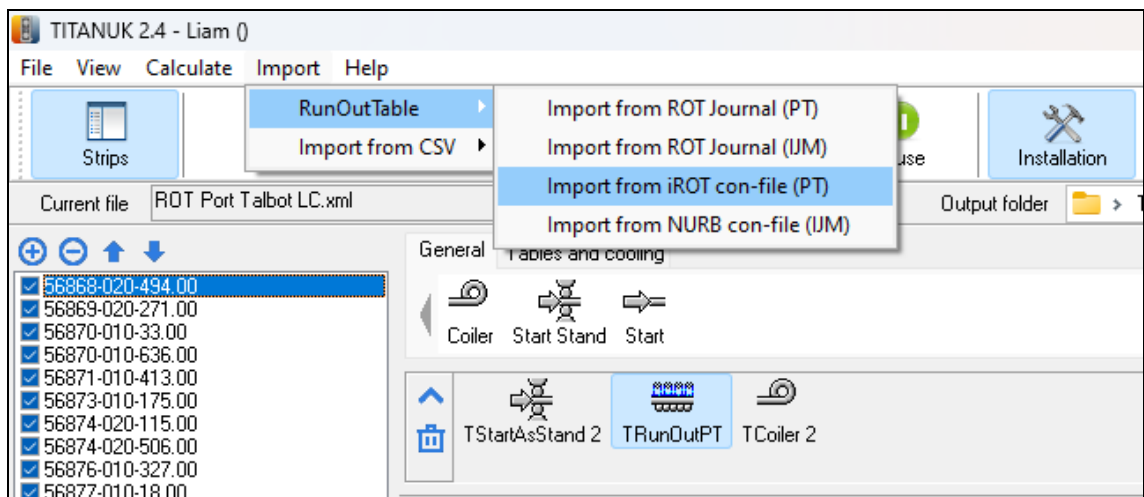 TITANUK 2.4 - Liam ()
File View Calculate Import Help
RunOutTable
Import from CSV
Import from ROT Journal (PT)
Import from ROT Journal (IJM)
Import from iROT con-file (PT)
Import from NURB con-file (IJM)
Strips
use
Installation
Current file
ROT Port Talbot LC.xml
Output folder
General
Tables and cooling
56868-020-494.00
56869-020-271.00
56870-010-33.00
56870-010-636.00
56871-010-413.00
56873-010-175.00
56874-020-115.00
56874-020-506.00
56876-010-327.00
56877-010-18.00
Coiler Start Stand Start
TStartAsStand 2 TRunOutPT TCoiler 2